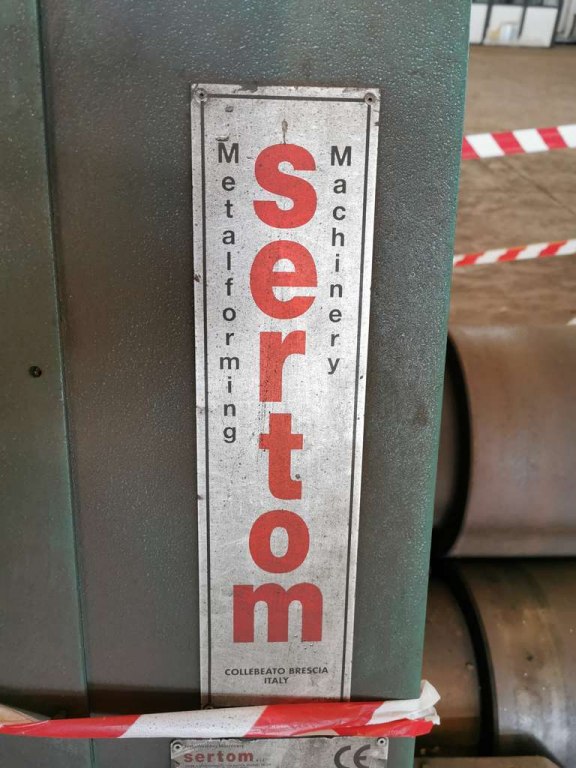 Metalforming
sertom
Machinery
COLLEBEATO BRESCIA
ITALY
sertom
CE